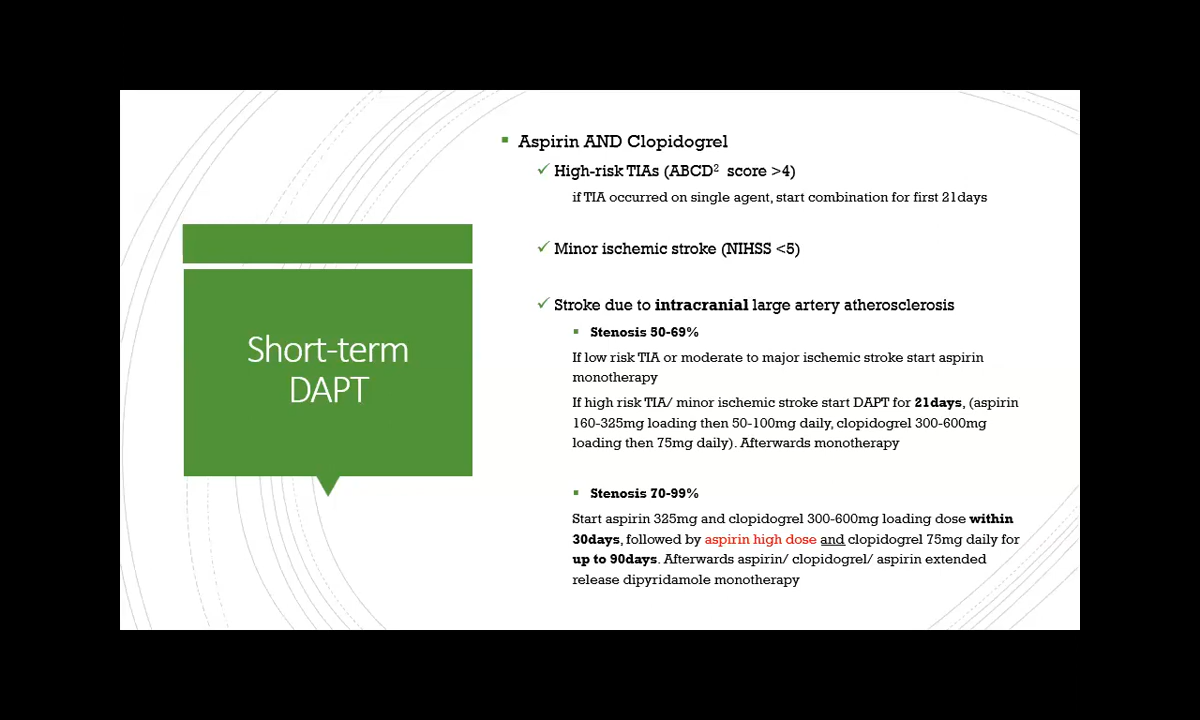 Short-term
DAPT
Aspirin AND Clopidogrel
High-risk TIAs (ABCD² score >4)
if TIA occurred on single agent, start combination for first 21days
Minor ischemic stroke (NIHSS <5)
Stroke due to intracranial large artery atherosclerosis
Stenosis 50-69%
If low risk TIA or moderate to major ischemic stroke start aspirin
monotherapy
If high risk TIA/ minor ischemic stroke start DAPT for 21days, (aspirin
160-325mg loading then 50-100mg daily, clopidogrel 300-600mg
loading then 75mg daily). Afterwards monotherapy
Stenosis 70-99%
Start aspirin 325mg and clopidogrel 300-600mg loading dose within
30days, followed by aspirin high dose and clopidogrel 75mg daily for
up to 90days. Afterwards aspirin/ clopidogrel/ aspirin extended
release dipyridamole monotherapy